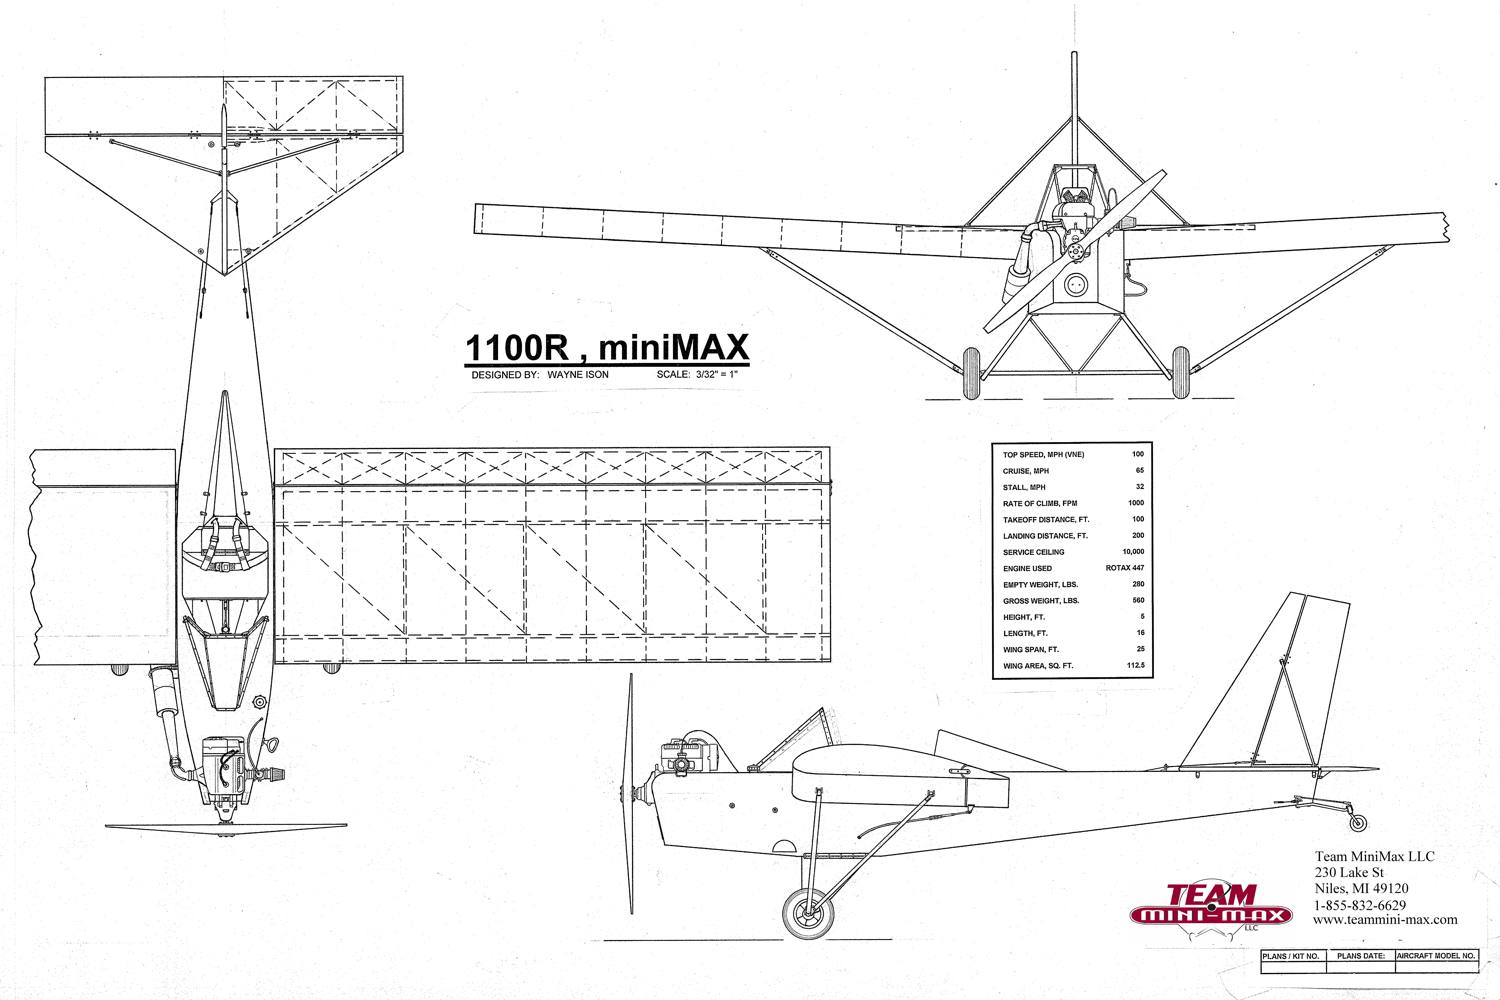 1100R , miniMAX
DESIGNED BY: WAYNE ISON SCALE: 3/32" = 1"
TOP SPEED, MPH (VNE) 100
CRUISE, MPH 65
STALL, MPH 32
RATE OF CLIMB, FPM 1000
TAKEOFF DISTANCE, FT. 100
LANDING DISTANCE, FT. 200
SERVICE CEILING 10,000
ENGINE USED ROTAX 447
EMPTY WEIGHT, LBS. 280
GROSS WEIGHT, LBS. 560
HEIGHT, FT. 5
LENGTH, FT. 16
WING SPAN, FT. 25
WING AREA, SQ. FT. 112.5
Team MiniMax LLC
230 Lake St
Niles, MI 49120
1-855-832-6629
www.teammini-max.com
TEAM
MINI-MAX
LLC
PLANS / KIT NO. PLANS DATE: AIRCRAFT MODEL NO.